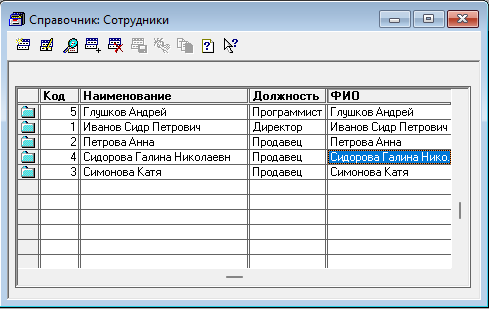 Справочник: Сотрудники
Код Наименование Должность ФИО
5 Глушков Андрей Программист Глушков Андрей
1 Иванов Сидр Петрович Директор Иванов Сидр Петрович
2 Петрова Анна Продавец Петрова Анна
4 Сидорова Галина Николаевн Продавец Сидорова Галина Нико.
3 Симонова Катя Продавец Симонова Катя